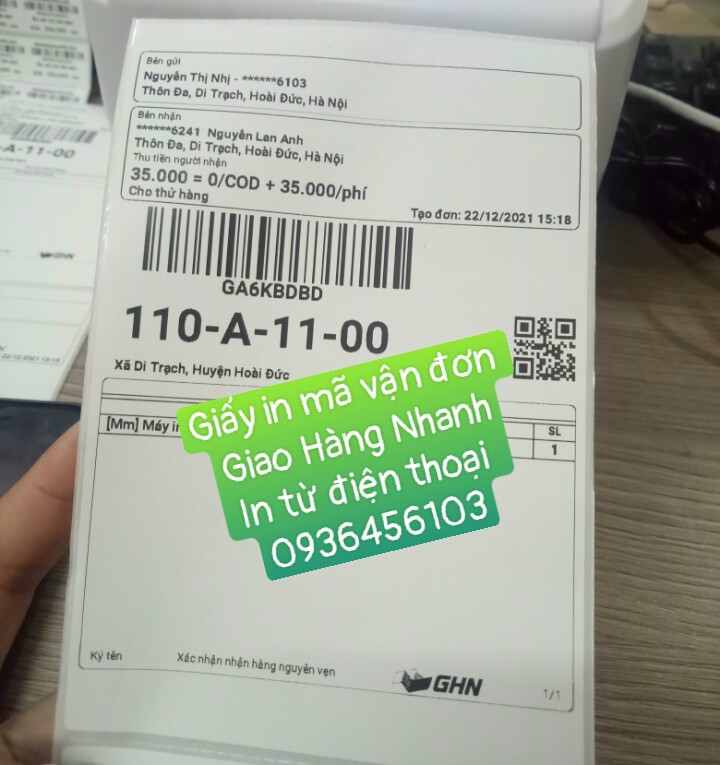 Bên gửi
Nguyễn Thị Nhị - ******6103
Thôn Đa, Di Trạch, Hoài Đức, Hà Nội
Bên nhận
******6241 Nguyễn Lan Anh
Thôn Đa, Di Trạch, Hoài Đức, Hà Nội
Thu tiền người nhận
35.000 = 0/COD + 35.000/phí
Cho thử hàng
Tạo đơn: 22/12/2021 15:18
GA6KBDBD
110-A-11-00
Xã Di Trạch, Huyện Hoài Đức
SL
[Mm] Máy
1
Giấy in mã vận đơn
Giao Hàng Nhanh
In từ điện thoại
0936456103
Ký tên
Xác nhận nhận hàng nguyên vẹn
GHN
1/1
A-11-00
GHN